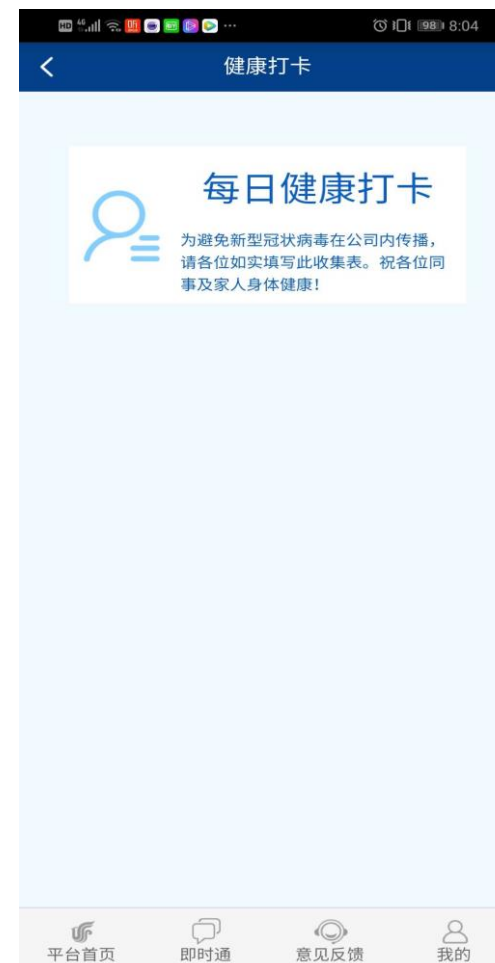 HD 46 98 8:04
健康打卡
每日健康打卡
为避免新型冠状病毒在公司内传播，
请各位如实填写此收集表。祝各位同
事及家人身体健康！
平台首页 即时通 意见反馈 我的